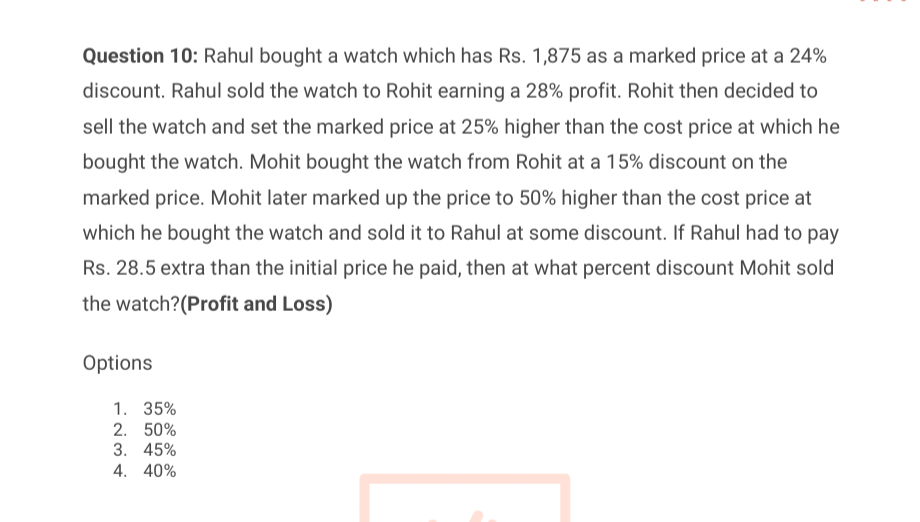 Question 10: Rahul bought a watch which has Rs. 1,875 as a marked price at a 24%
discount. Rahul sold the watch to Rohit earning a 28% profit. Rohit then decided to
sell the watch and set the marked price at 25% higher than the cost price at which he
bought the watch. Mohit bought the watch from Rohit at a 15% discount on the
marked price. Mohit later marked up the price to 50% higher than the cost price at
which he bought the watch and sold it to Rahul at some discount. If Rahul had to pay
Rs. 28.5 extra than the initial price he paid, then at what percent discount Mohit sold
the watch?(Profit and Loss)
Options
1. 35%
2. 50%
3. 45%
4. 40%